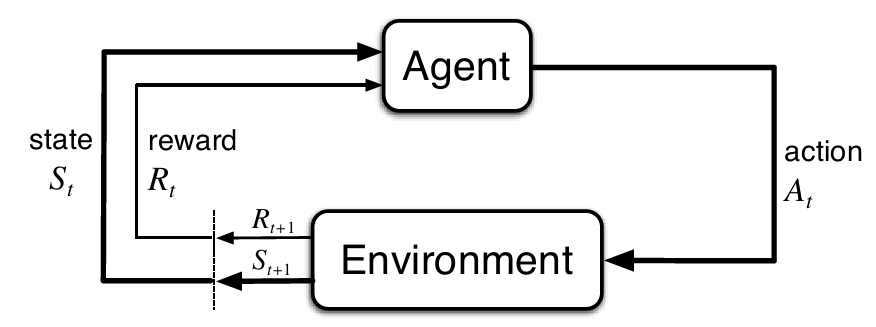 Agent
state
S_t
reward
R_t
action
A_t
R_{t+1}
S_{t+1}
Environment